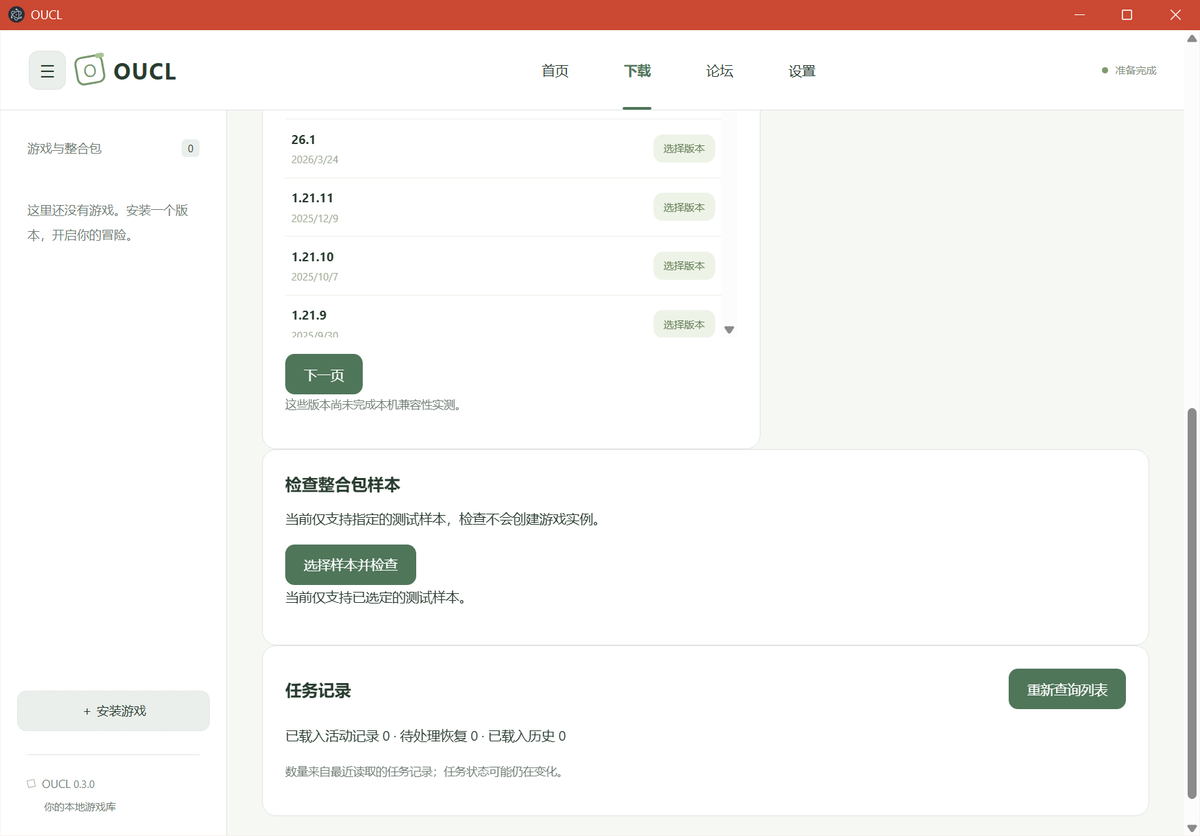 OUCL
OUCL
首页
下载
论坛
设置
准备完成
游戏与整合包
0
这里还没有游戏。安装一个版
本，开启你的冒险。
26.1
2026/3/24
选择版本
1.21.11
2025/12/9
选择版本
1.21.10
2025/10/7
选择版本
1.21.9
2025/9/30
选择版本
下一页
这些版本尚未完成本机兼容性实测。
检查整合包样本
当前仅支持指定的测试样本，检查不会创建游戏实例。
选择样本并检查
当前仅支持已选定的测试样本。
任务记录
重新查询列表
已载入活动记录 0 · 待处理恢复 0 · 已载入历史 0
数量来自最近读取的任务记录；任务状态可能仍在变化。
+ 安装游戏
OUCL 0.3.0
你的本地游戏库